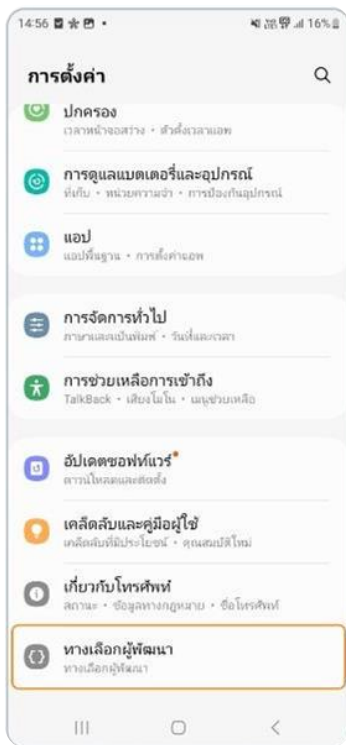 14:56
16%
การตั้งค่า
ปกครอง
เวลาหน้าจอสว่าง • ตัวตั้งเวลาแอพ
การดูแลแบตเตอรี่และอุปกรณ์
ที่เก็บ • หน่วยความจำ • การป้องกันอุปกรณ์
แอป
แอปพื้นฐาน • การตั้งค่าแอพ
การจัดการทั่วไป
ภาษาและแป้นพิมพ์ • วันที่และเวลา
การช่วยเหลือการเข้าถึง
TalkBack • เสียงโมโน • เมนูช่วยเหลือ
อัปเดตซอฟท์แวร์
ดาวน์โหลดและติดตั้ง
เคล็ดลับและคู่มือผู้ใช้
เคล็ดลับที่มีประโยชน์ • คุณสมบัติใหม่
เกี่ยวกับโทรศัพท์
สถานะ • ข้อมูลทางกฎหมาย • ชื่อโทรศัพท์
ทางเลือกผู้พัฒนา
ทางเลือกผู้พัฒนา